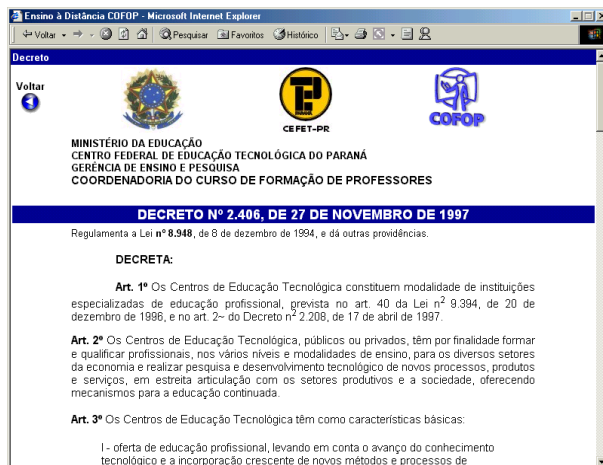 Ensino à Distância COFOP - Microsoft Internet Explorer
Voltar Pesquisar Favoritos Histórico
Decreto
Voltar
CEFET-PR
COFOP
MINISTÉRIO DA EDUCAÇÃO
CENTRO FEDERAL DE EDUCAÇÃO TECNOLÓGICA DO PARANÁ
GERÊNCIA DE ENSINO E PESQUISA
COORDENADORIA DO CURSO DE FORMAÇÃO DE PROFESSORES
DECRETO Nº 2.406, DE 27 DE NOVEMBRO DE 1997
Regulamenta a Lei nº 8.948, de 8 de dezembro de 1994, e dá outras providências.
DECRETA:
Art. 1º Os Centros de Educação Tecnológica constituem modalidade de instituições
especializadas de educação profissional, prevista no art. 40 da Lei n2 9.394, de 20 de
dezembro de 1996, e no art. 2~ do Decreto n2 2.208, de 17 de abril de 1997.
Art. 2º Os Centros de Educação Tecnológica, públicos ou privados, têm por finalidade formar
e qualificar profissionais, nos vários níveis e modalidades de ensino, para os diversos setores
da economia e realizar pesquisa e desenvolvimento tecnológico de novos processos, produtos
e serviços, em estreita articulação com os setores produtivos e a sociedade, oferecendo
mecanismos para a educação continuada.
Art. 3º Os Centros de Educação Tecnológica têm como características básicas:
I - oferta de educação profissional, levando em conta o avanço do conhecimento
tecnológico e a incorporação crescente de novos métodos e processos de